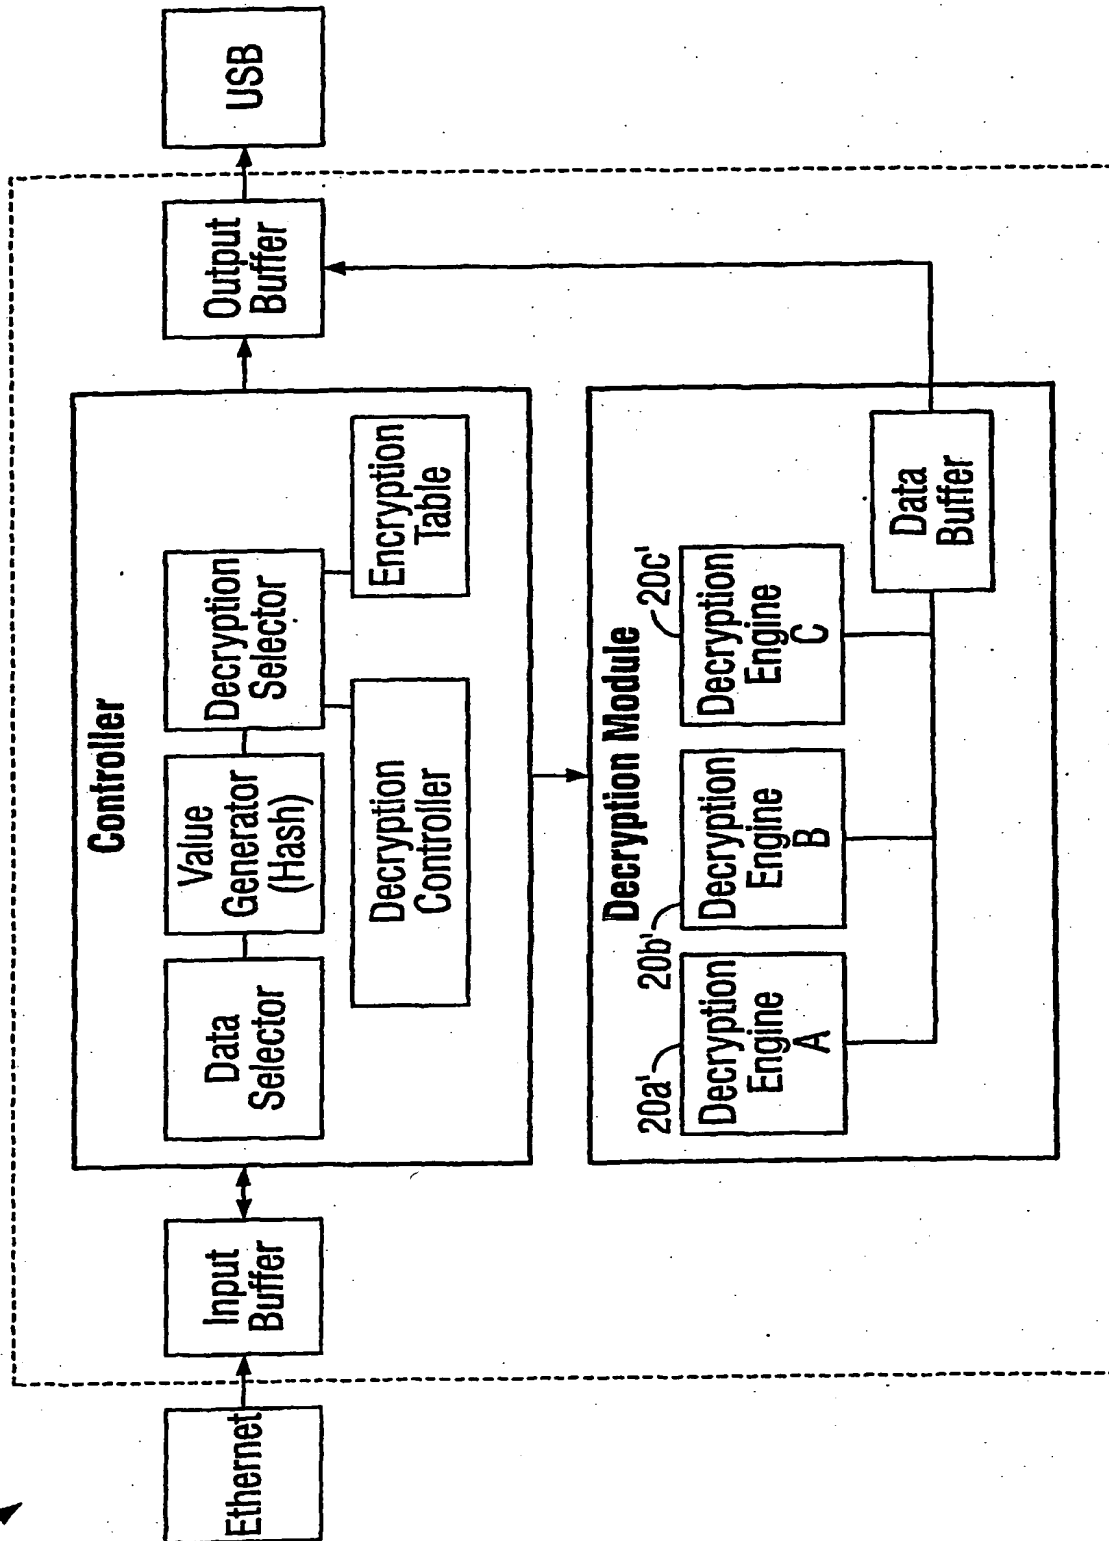 Ethernet
Input
Buffer
Controller
Data
Selector
Value
Generator
(Hash)
Decryption
Selector
Decryption
Controller
Encryption
Table
Output
Buffer
USB
Decryption Module
20a'
Decryption
Engine
A
20b'
Decryption
Engine
B
20c'
Decryption
Engine
C
Data
Buffer